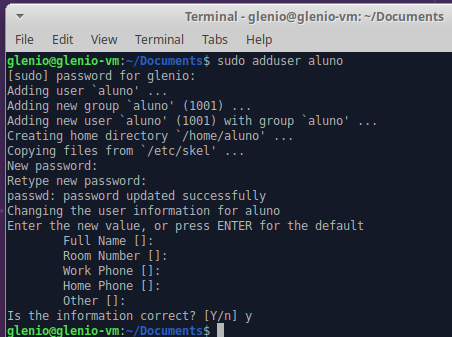 Terminal - glenio@glenio-vm: ~/Documents
File Edit View Terminal Tabs Help
glenio@glenio-vm:~/Documents$ sudo adduser aluno
[sudo] password for glenio:
Adding user `aluno' ...
Adding new group `aluno' (1001) ...
Adding new user `aluno' (1001) with group `aluno' ...
Creating home directory `/home/aluno' ...
Copying files from `/etc/skel' ...
New password:
Retype new password:
passwd: password updated successfully
Changing the user information for aluno
Enter the new value, or press ENTER for the default
Full Name []:
Room Number []:
Work Phone []:
Home Phone []:
Other []:
Is the information correct? [Y/n] y
glenio@glenio-vm:~/Documents$